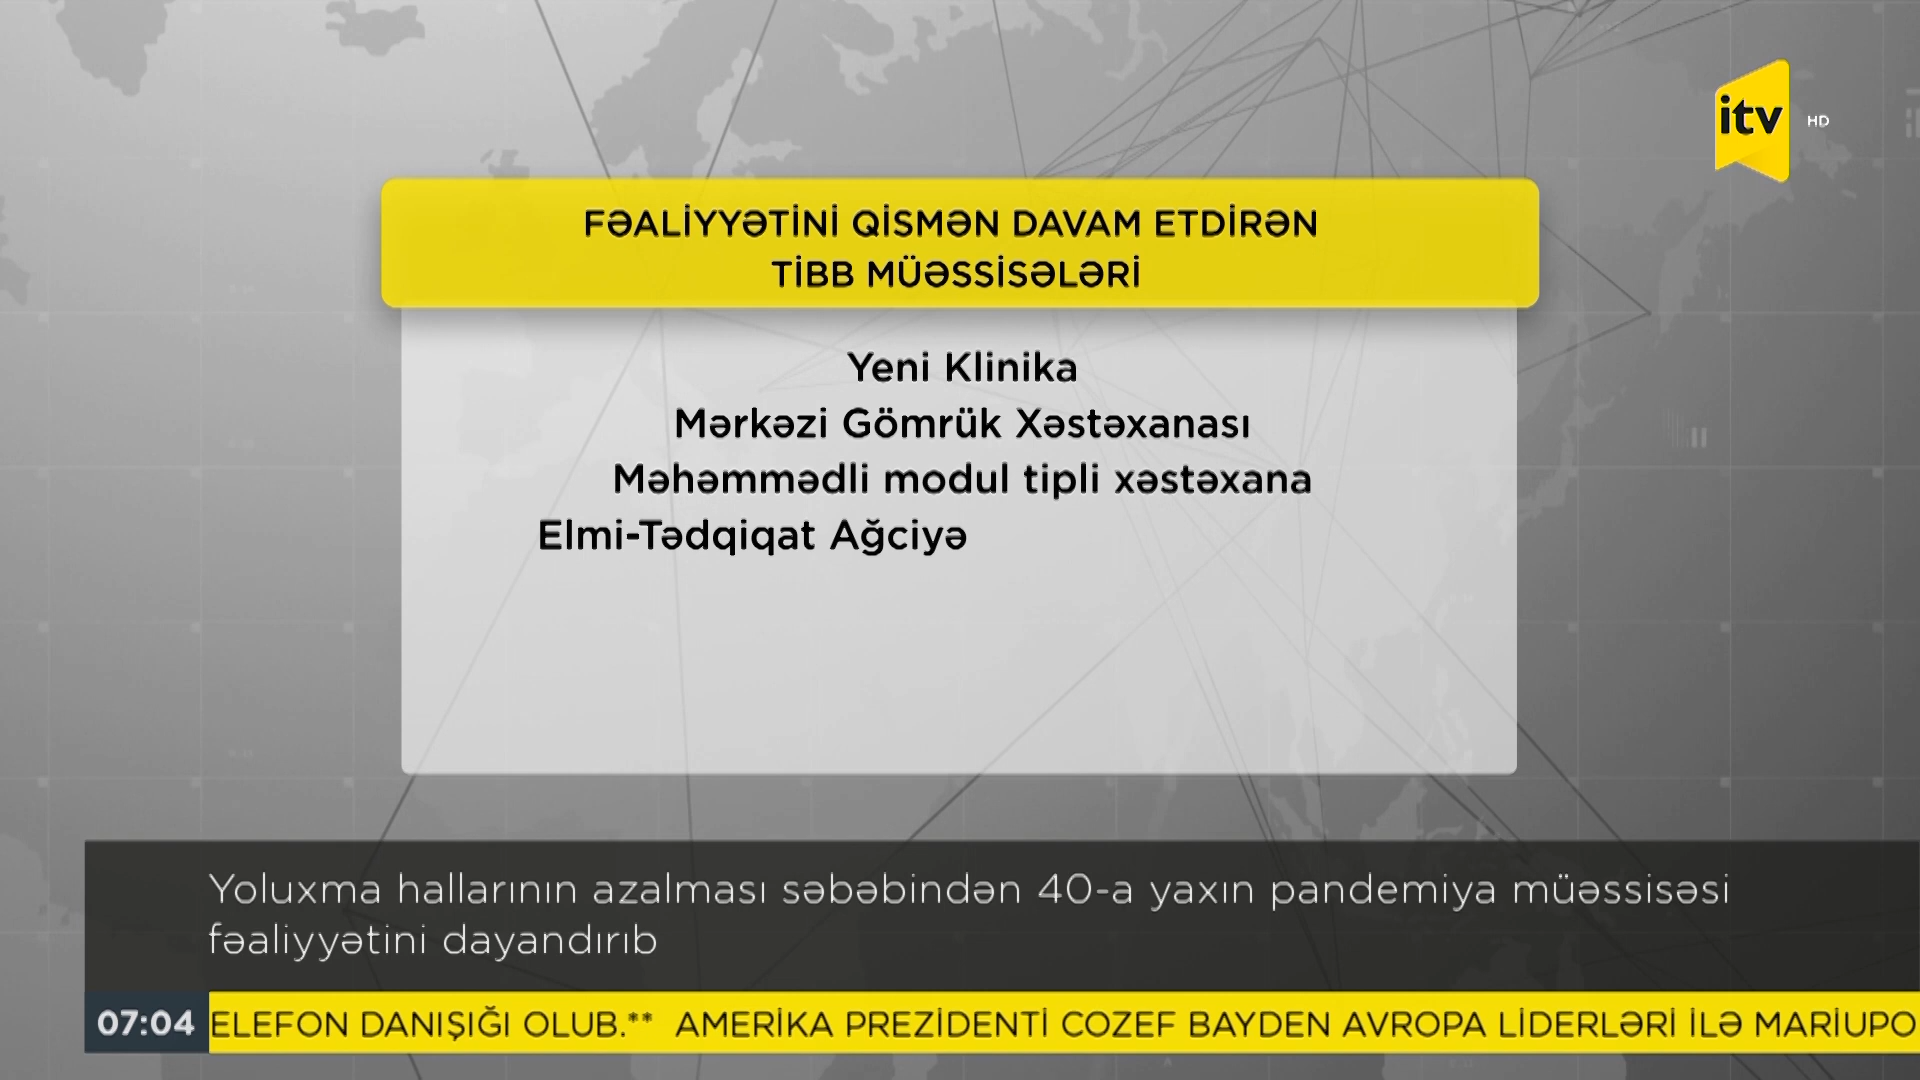 itv HD
FƏALİYYƏTİNİ QİSMƏN DAVAM ETDİRƏN
TİBB MÜƏSSİSƏLƏRİ
Yeni Klinika
Mərkəzi Gömrük Xəstəxanası
Məhəmmədli modul tipli xəstəxana
Elmi-Tədqiqat Ağciyə
Yoluxma hallarının azalması səbəbindən 40-a yaxın pandemiya müəssisəsi
fəaliyyətini dayandırıb
07:04 ELEFON DANIŞIĞI OLUB.** AMERİKA PREZİDENTİ COZEF BAYDEN AVROPA LİDERLƏRİ İLƏ MARİUPO